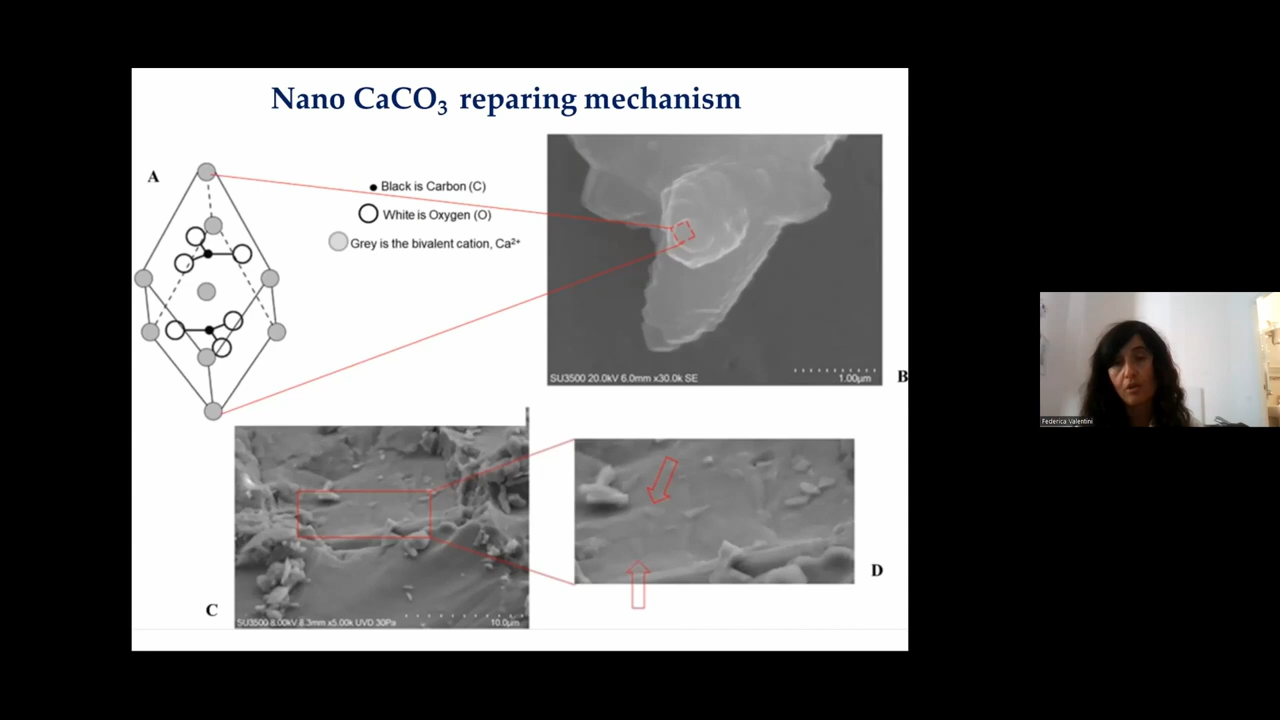 Nano CaCO₃ reparing mechanism
A
Black is Carbon (C)
White is Oxygen (O)
Grey is the bivalent cation, Ca²⁺
SU3500 20.0kV 6.0mm x30.0k SE
1.00µm
B
C
SU3500 8.00kV 8.3mm x5.00k UVD 30Pa
10.0µm
D
Federica Valentini